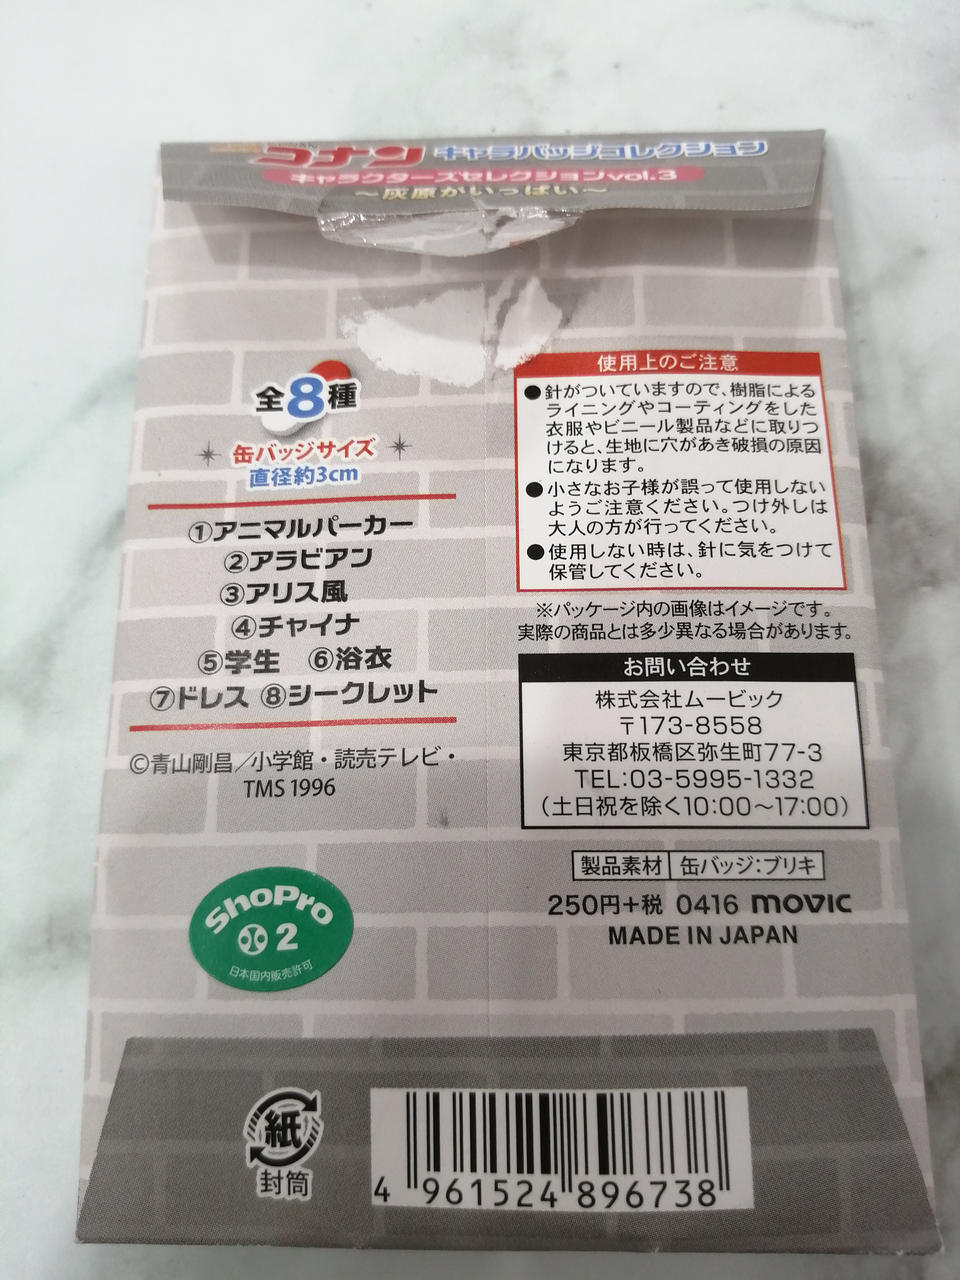 コナン キャラバッジコレクション
キャラクターズセレクションvol.3
〜灰原がいっぱい〜
全8種
缶バッジサイズ
直径約3cm
①アニマルパーカー
②アラビアン
③アリス風
④チャイナ
⑤学生 ⑥浴衣
⑦ドレス ⑧シークレット
©青山剛昌/小学館・読売テレビ・
TMS 1996
ShoPro
2
日本国内販売許可
使用上のご注意
●針がついていますので、樹脂による
ライニングやコーティングをした
衣服やビニール製品などに取りつ
けると、生地に穴があき破損の原因
になります。
●小さなお子様が誤って使用しない
ようご注意ください。つけ外しは
大人の方が行ってください。
●使用しない時は、針に気をつけて
保管してください。
※パッケージ内の画像はイメージです。
実際の商品とは多少異なる場合があります。
お問い合わせ
株式会社ムービック
〒173-8558
東京都板橋区弥生町77-3
TEL:03-5995-1332
(土日祝を除く10:00〜17:00)
製品素材 缶バッジ:ブリキ
250円+税 0416 movic
MADE IN JAPAN
紙
封筒
4 961524 896738